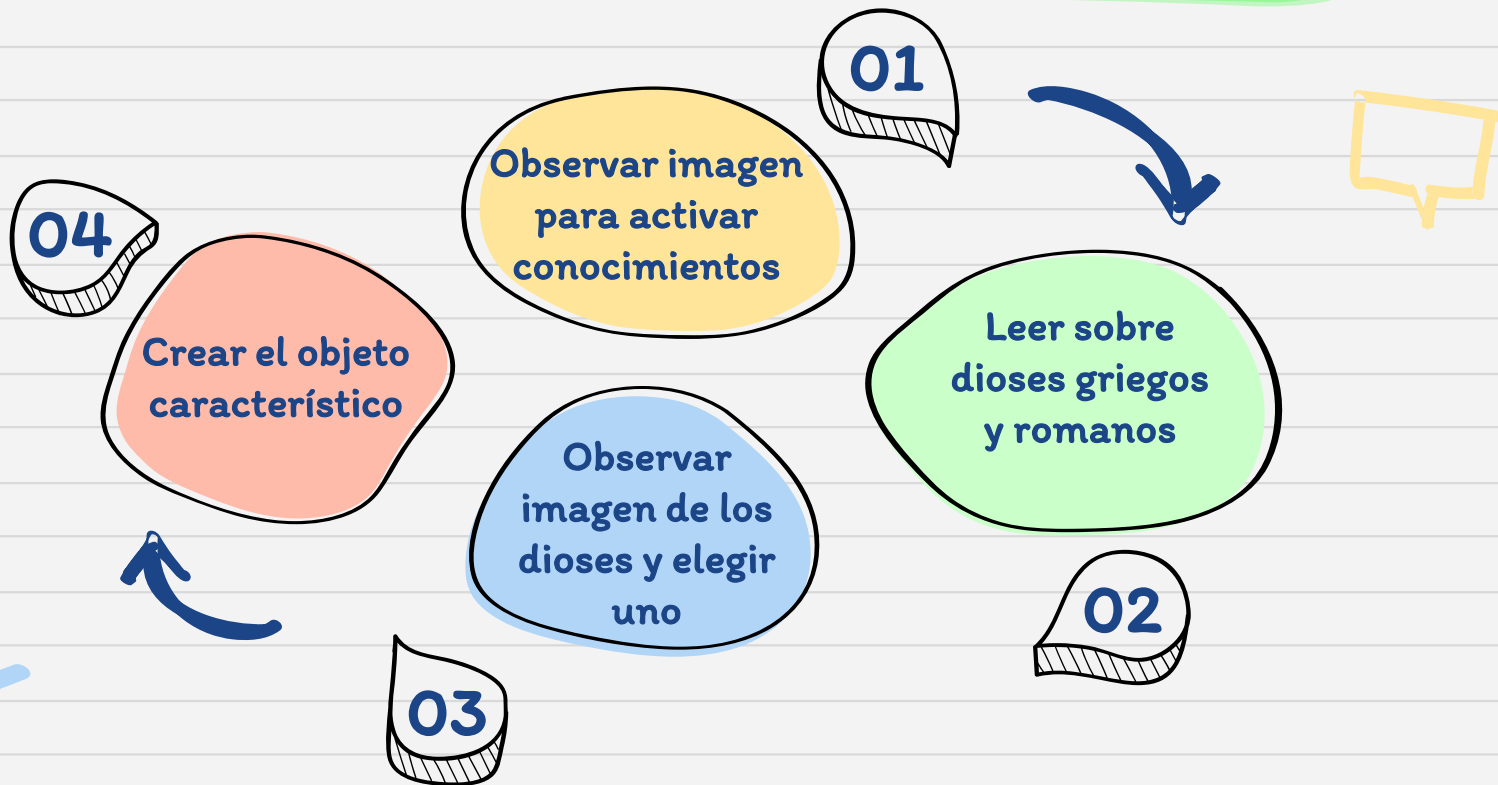 01
Observar imagen
para activar
conocimientos
02
Leer sobre
dioses griegos
y romanos
03
Observar
imagen de los
dioses y elegir
uno
04
Crear el objeto
característico